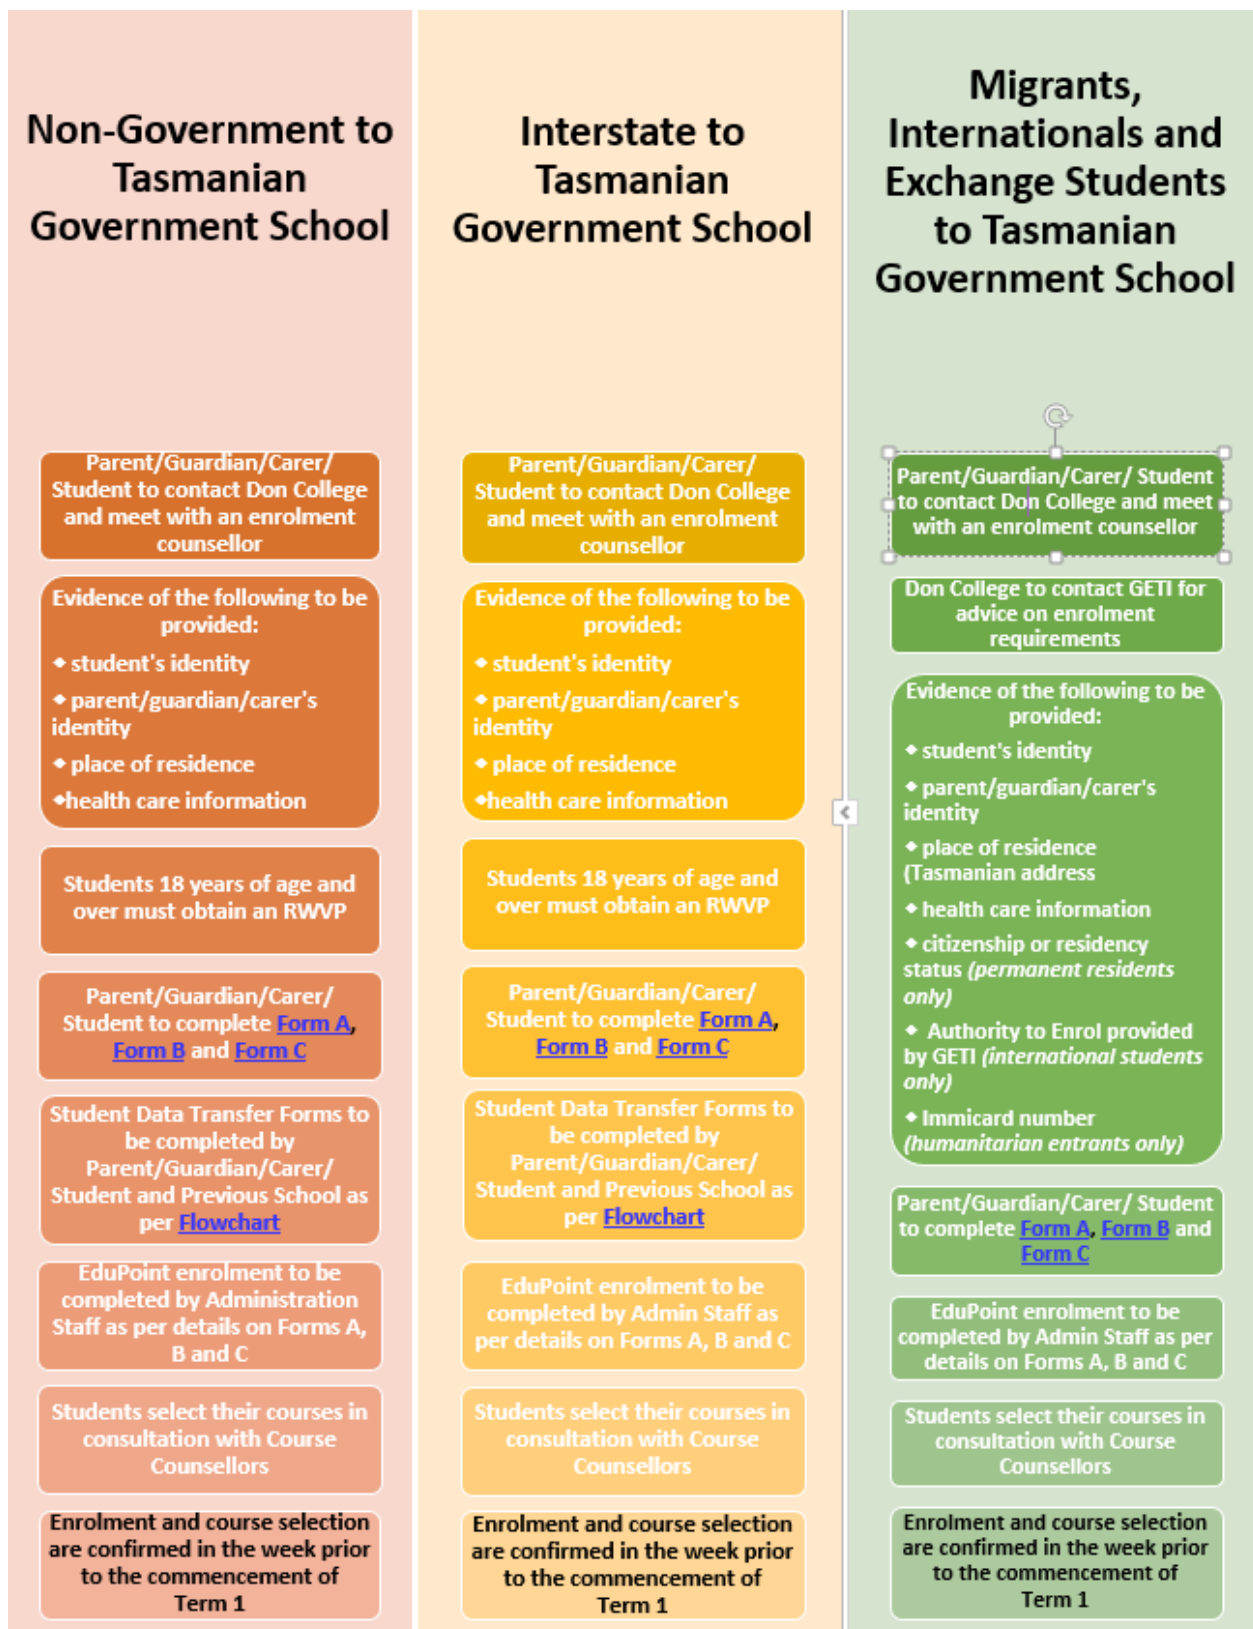 Non-Government to
Tasmanian
Government School
Parent/Guardian/Carer/
Student to contact Don College
and meet with an enrolment
counsellor
Evidence of the following to be
provided:
◆ student's identity
◆ parent/guardian/carer's
identity
◆ place of residence
◆health care information
Students 18 years of age and
over must obtain an RWVP
Parent/Guardian/Carer/
Student to complete Form A,
Form B and Form C
Student Data Transfer Forms to
be completed by
Parent/Guardian/Carer/
Student and Previous School as
per Flowchart
EduPoint enrolment to be
completed by Administration
Staff as per details on Forms A,
B and C
Students select their courses in
consultation with Course
Counsellors
Enrolment and course selection
are confirmed in the week prior
to the commencement of
Term 1
Interstate to
Tasmanian
Government School
Parent/Guardian/Carer/
Student to contact Don College
and meet with an enrolment
counsellor
Evidence of the following to be
provided:
◆ student's identity
◆ parent/guardian/carer's
identity
◆ place of residence
◆health care information
Students 18 years of age and
over must obtain an RWVP
Parent/Guardian/Carer/
Student to complete Form A,
Form B and Form C
Student Data Transfer Forms to
be completed by
Parent/Guardian/Carer/
Student and Previous School as
per Flowchart
EduPoint enrolment to be
completed by Admin Staff as
per details on Forms A, B and C
Students select their courses in
consultation with Course
Counsellors
Enrolment and course selection
are confirmed in the week prior
to the commencement of
Term 1
Migrants,
Internationals and
Exchange Students
to Tasmanian
Government School
Parent/Guardian/Carer/ Student
to contact Don College and meet
with an enrolment counsellor
Don College to contact GETI for
advice on enrolment
requirements
Evidence of the following to be
provided:
◆ student's identity
◆ parent/guardian/carer's
identity
◆ place of residence
(Tasmanian address
◆ health care information
◆ citizenship or residency
status (permanent residents
only)
◆ Authority to Enrol provided
by GETI (international students
only)
◆ Immicard number
(humanitarian entrants only)
Parent/Guardian/Carer/ Student
to complete Form A, Form B and
Form C
EduPoint enrolment to be
completed by Admin Staff as per
details on Forms A, B and C
Students select their courses in
consultation with Course
Counsellors
Enrolment and course selection
are confirmed in the week prior
to the commencement of
Term 1